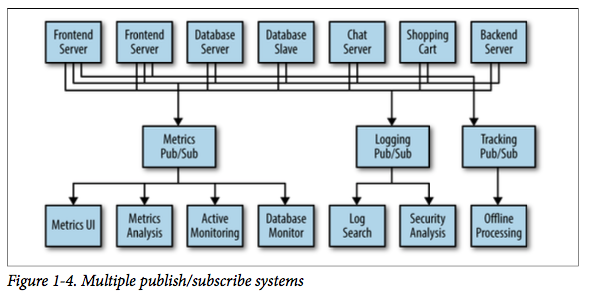 Frontend
Server
Frontend
Server
Database
Server
Database
Slave
Chat
Server
Shopping
Cart
Backend
Server
Metrics
Pub/Sub
Logging
Pub/Sub
Tracking
Pub/Sub
Metrics UI
Metrics
Analysis
Active
Monitoring
Database
Monitor
Log
Search
Security
Analysis
Offline
Processing
Figure 1-4. Multiple publish/subscribe systems